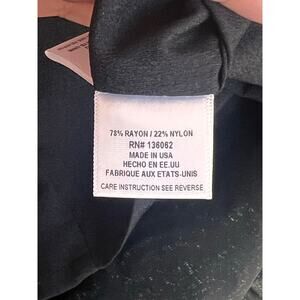 78% RAYON / 22% NYLON
RN# 136062
MADE IN USA
HECHO EN EE.UU
FABRIQUE AUX ETATS-UNIS
CARE INSTRUCTION SEE REVERSE